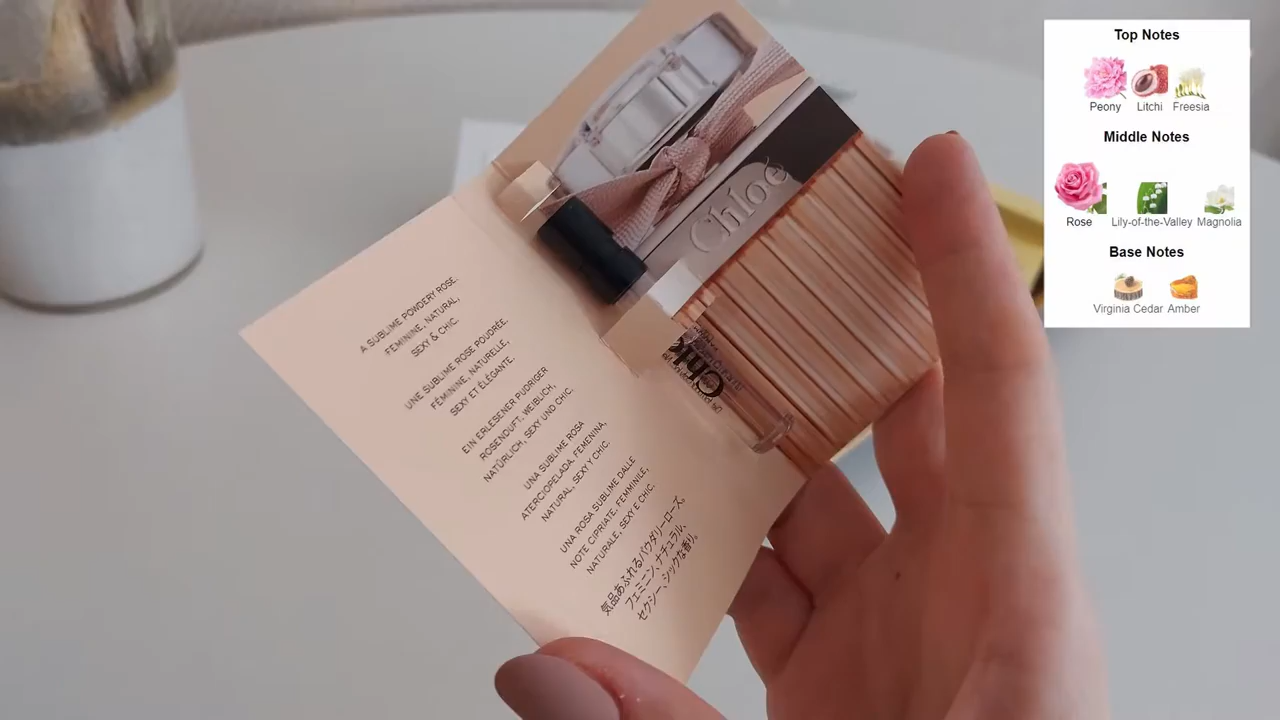 A SUBLIME POWDERY ROSE.
FEMININE, NATURAL,
SEXY & CHIC.
UNE SUBLIME ROSE POUDRÉE
FÉMININE, NATURELLE,
SEXY ET ÉLÉGANTE.
EIN ERLESENER PUDRIGER
ROSENDUFT. WEIBLICH,
NATÜRLICH, SEXY UND CHIC.
UNA SUBLIME ROSA
ATERCIOPELADA. FEMENINA,
NATURAL, SEXY Y CHIC.
UNA ROSA SUBLIME DALLE
NOTE CIPRIATE. FEMMINILE,
NATURALE, SEXY E CHIC.
気品あふれるパウダリーローズ。
フェミニン、ナチュラル、
セクシー、シックな香り。
Chloé
Chlo
Top Notes
Peony Litchi Freesia
Middle Notes
Rose Lily-of-the-Valley Magnolia
Base Notes
Virginia Cedar Amber